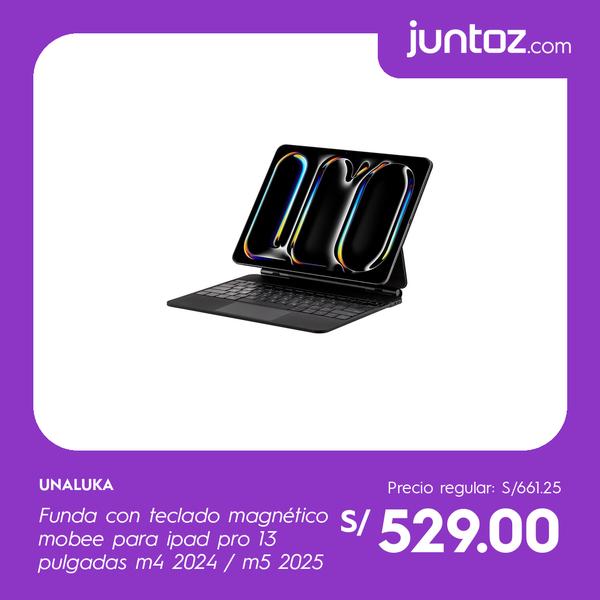 juntoz.com
UNALUKA
Funda con teclado magnético
mobee para ipad pro 13
pulgadas m4 2024 / m5 2025
Precio regular: S/661.25
S/ 529.00